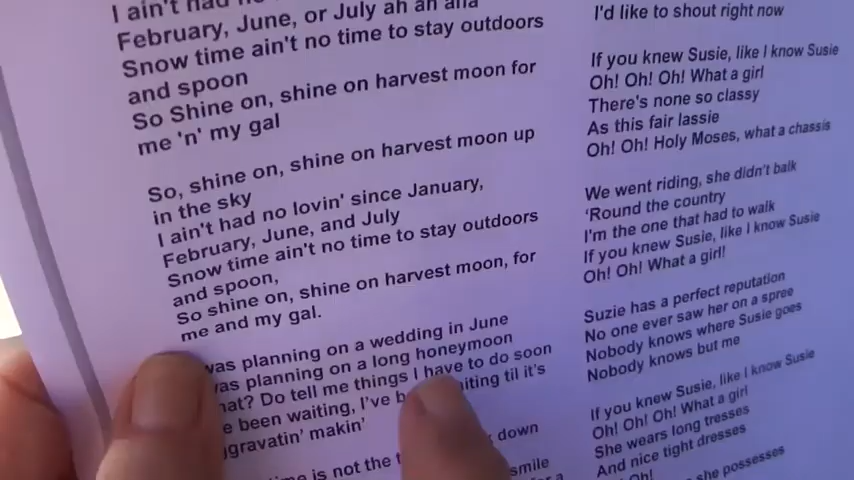 I ain't had
February, June, or July ah ah aha
Snow time ain't no time to stay outdoors
and spoon
So Shine on, shine on harvest moon for
me 'n' my gal
So, shine on, shine on harvest moon up
in the sky
I ain't had no lovin' since January,
February, June, and July
Snow time ain't no time to stay outdoors
and spoon,
So shine on, shine on harvest moon, for
me and my gal.
was planning on a wedding in June
was planning on a long honeymoon
Do tell me things I have to do soon
been waiting, I've til it's
makin'
down
is not the
smile
I'd like to shout right now
If you knew Susie, like I know Susie
Oh! Oh! Oh! What a girl
There's none so classy
As this fair lassie
Oh! Oh! Holy Moses, what a chassis
We went riding, she didn't balk
'Round the country
I'm the one that had to walk
If you knew Susie, like I know Susie
Oh! Oh! What a girl!
Suzie has a perfect reputation
No one ever saw her on a spree
Nobody knows where Susie goes
Nobody knows but me
If you knew Susie, like I know Susie
Oh! Oh! Oh! What a girl
She wears long tresses
And nice tight dresses
Oh!
she possesses